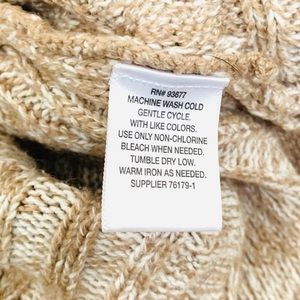 RN# 93677
MACHINE WASH COLD
GENTLE CYCLE.
WITH LIKE COLORS.
USE ONLY NON-CHLORINE
BLEACH WHEN NEEDED.
TUMBLE DRY LOW.
WARM IRON AS NEEDED.
SUPPLIER 76179-1